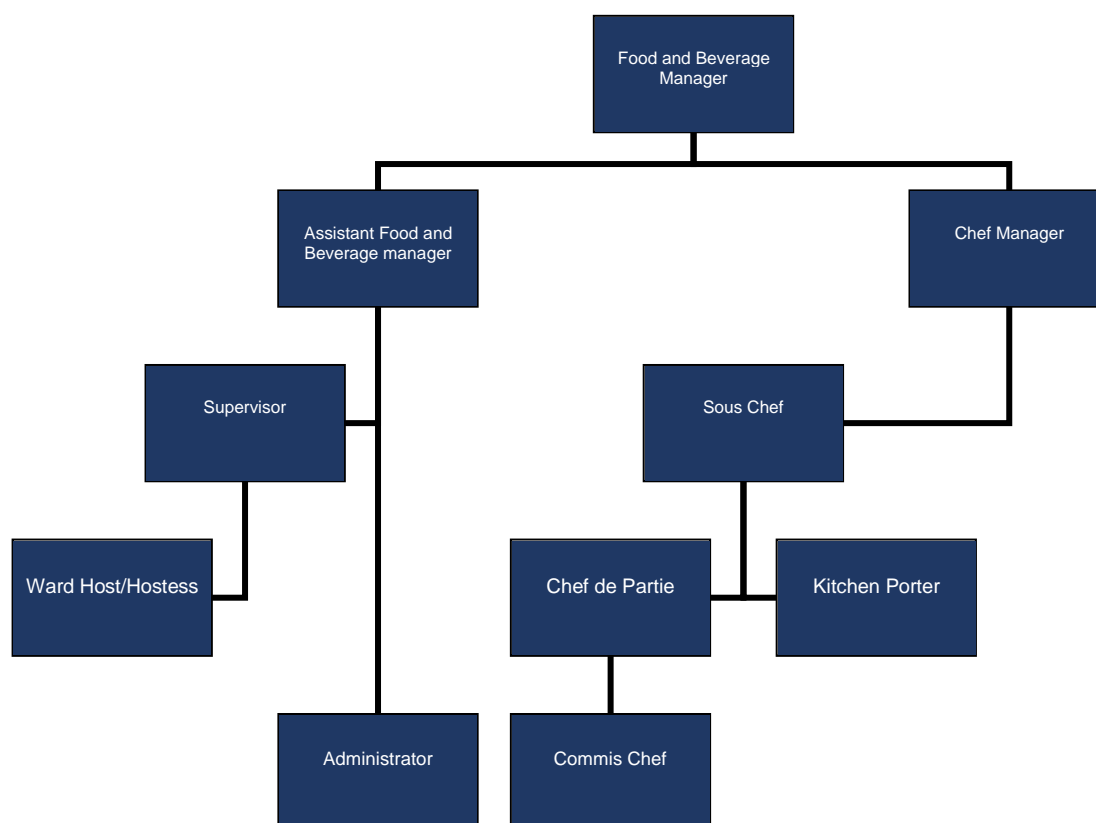 Food and Beverage
Manager
Assistant Food and
Beverage manager
Chef Manager
Supervisor
Sous Chef
Ward Host/Hostess
Chef de Partie
Kitchen Porter
Administrator
Commis Chef